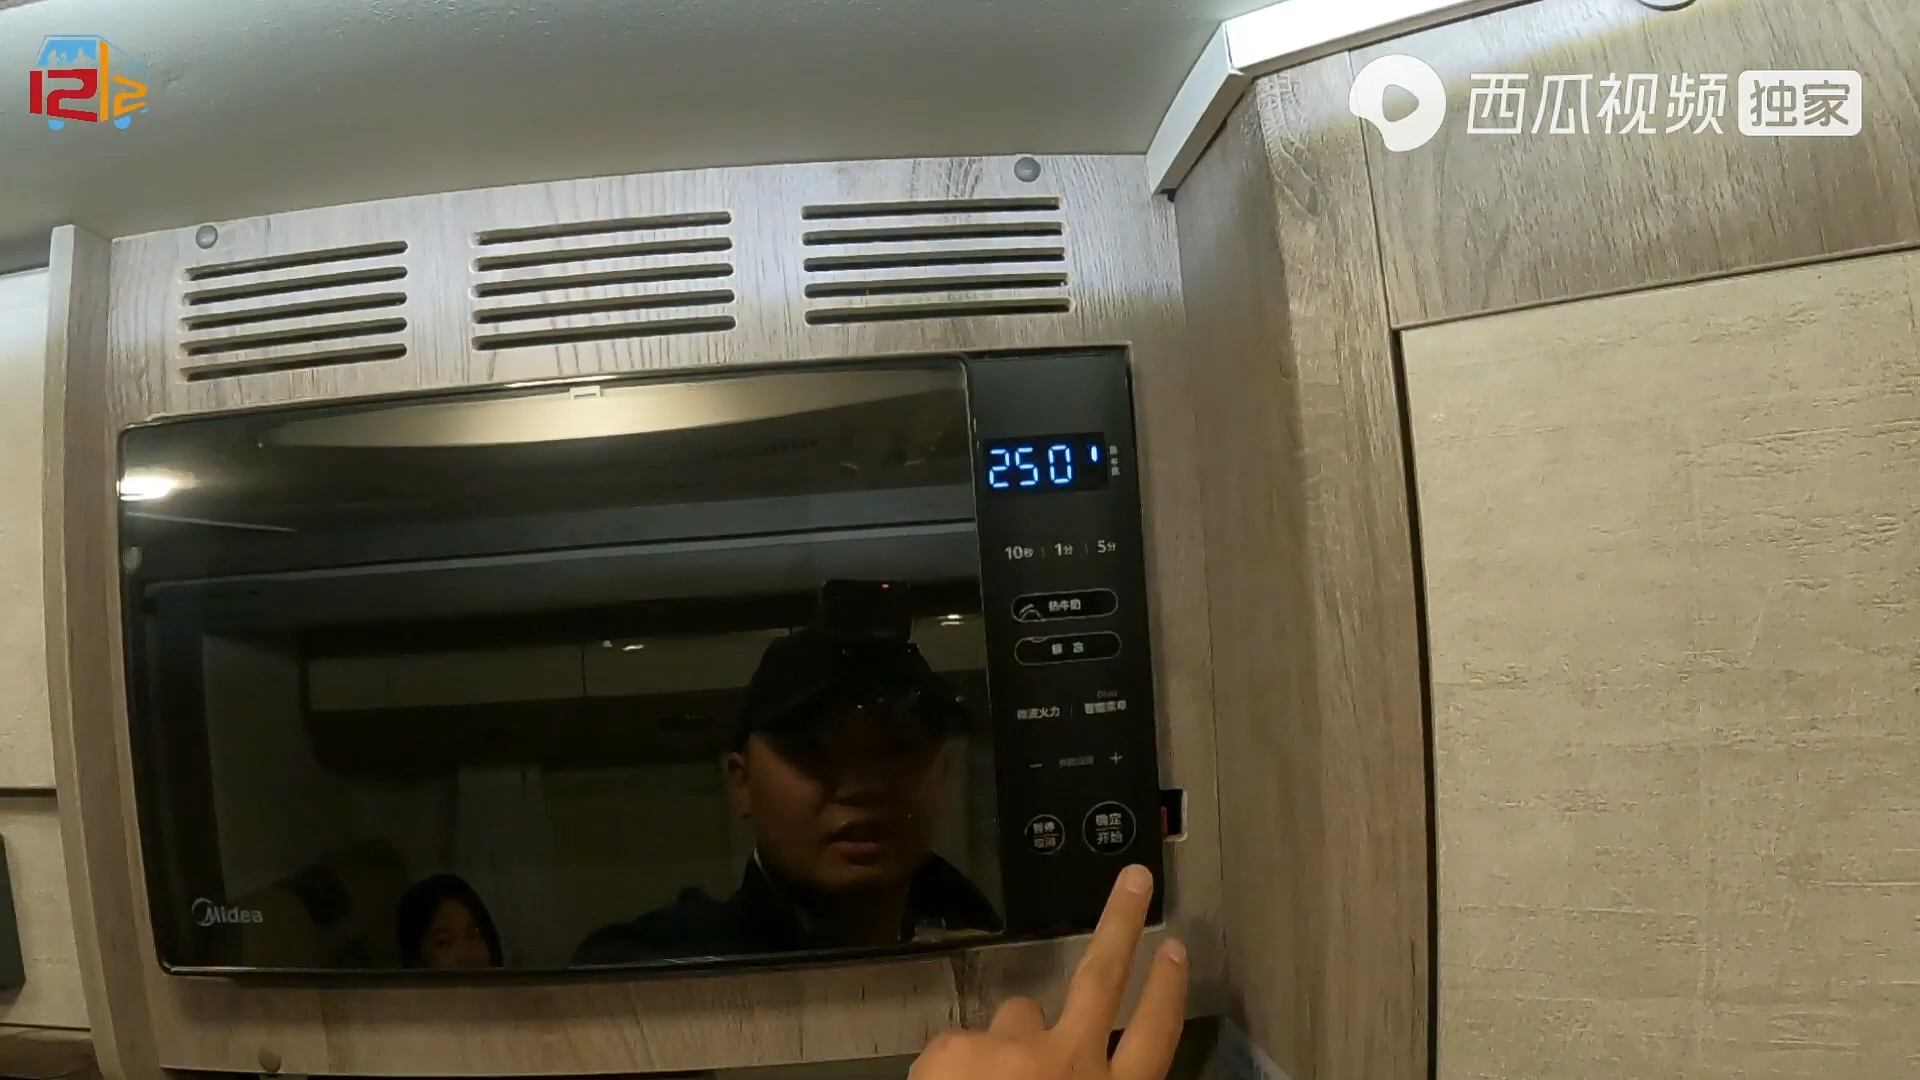 12
西瓜视频 独家
250
10秒 | 1分 | 5分
热牛奶
微波火力 | 智能菜单
− +
暂停 确定
取消 开始
Midea